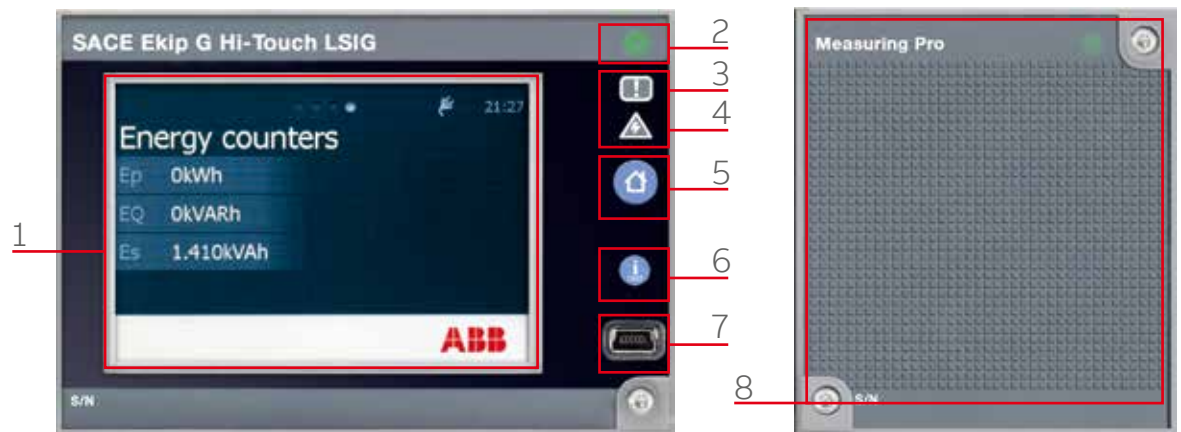 SACE Ekip G Hi-Touch LSIG
2
3
4
5
6
7
1
21:27
Energy counters
Ep 0kWh
EQ 0kVARh
Es 1.410kVAh
i
ABB
S/N
Measuring Pro
8
S/N